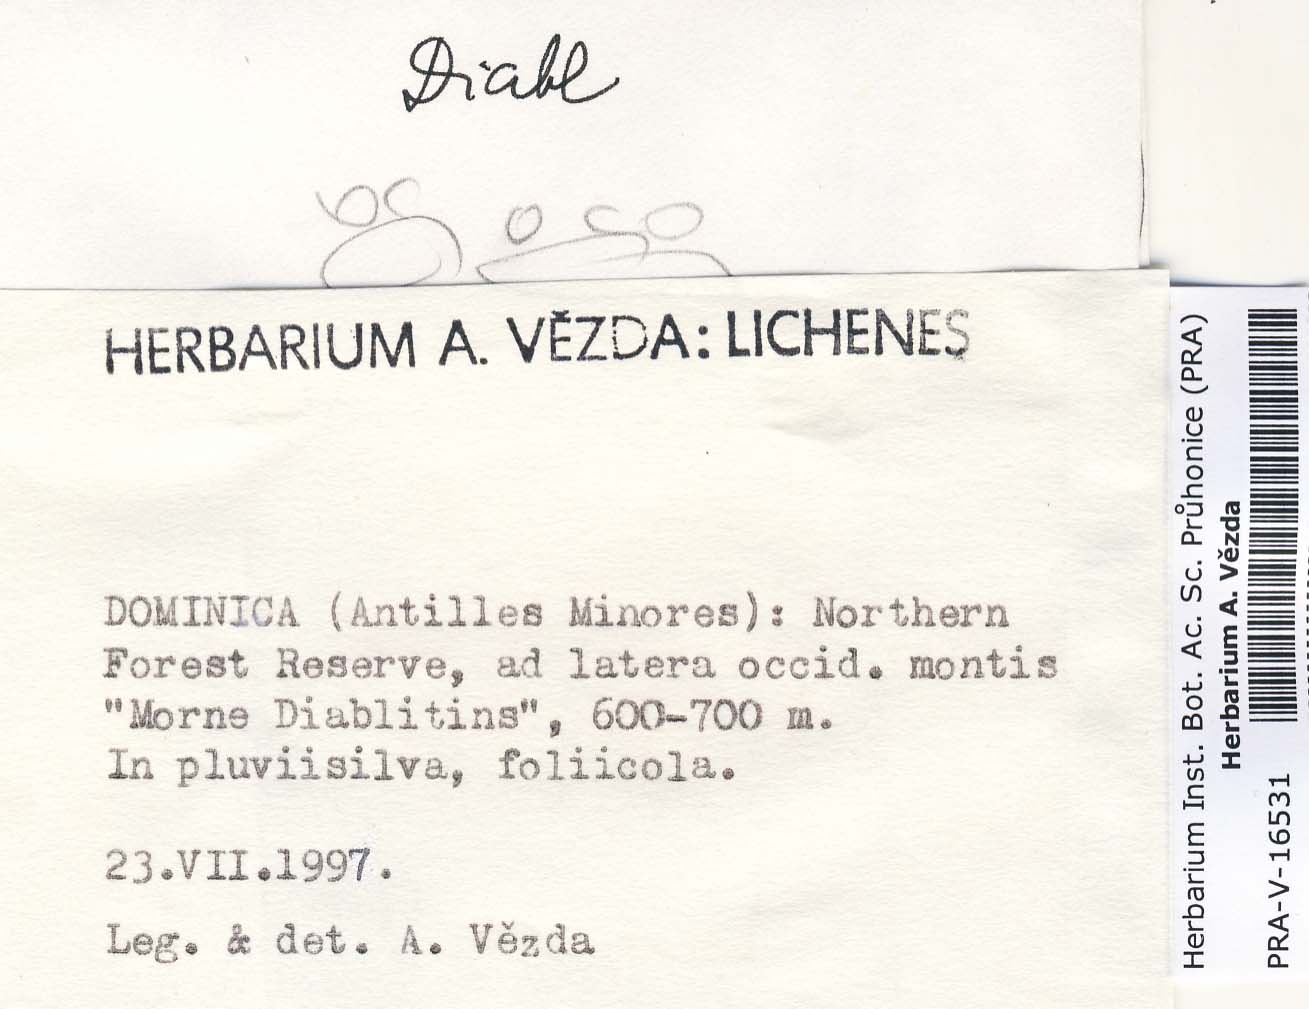 Diabl
HERBARIUM A. VĚZDA: LICHENES
DOMINICA (Antilles Minores): Northern
Forest Reserve, ad latera occid. montis
"Morne Diablitins", 600-700 m.
In pluviisilva, foliicola.
23.VII.1997.
Leg. & det. A. Vězda
Herbarium Inst. Bot. Ac. Sc. Průhonice (PRA)
Herbarium A. Vězda
PRA-V-16531